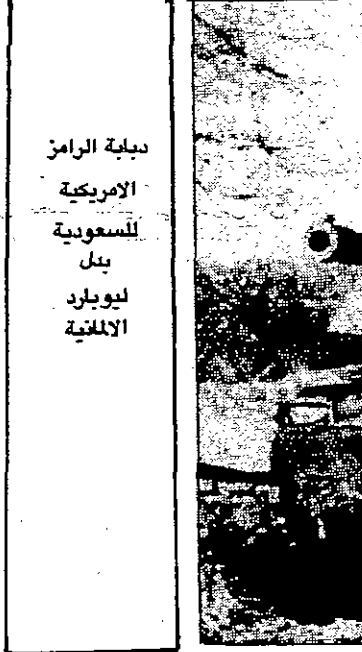 دبابة الرامز
الامريكية
للسعودية
بدل
ليوبارد
الالمانية